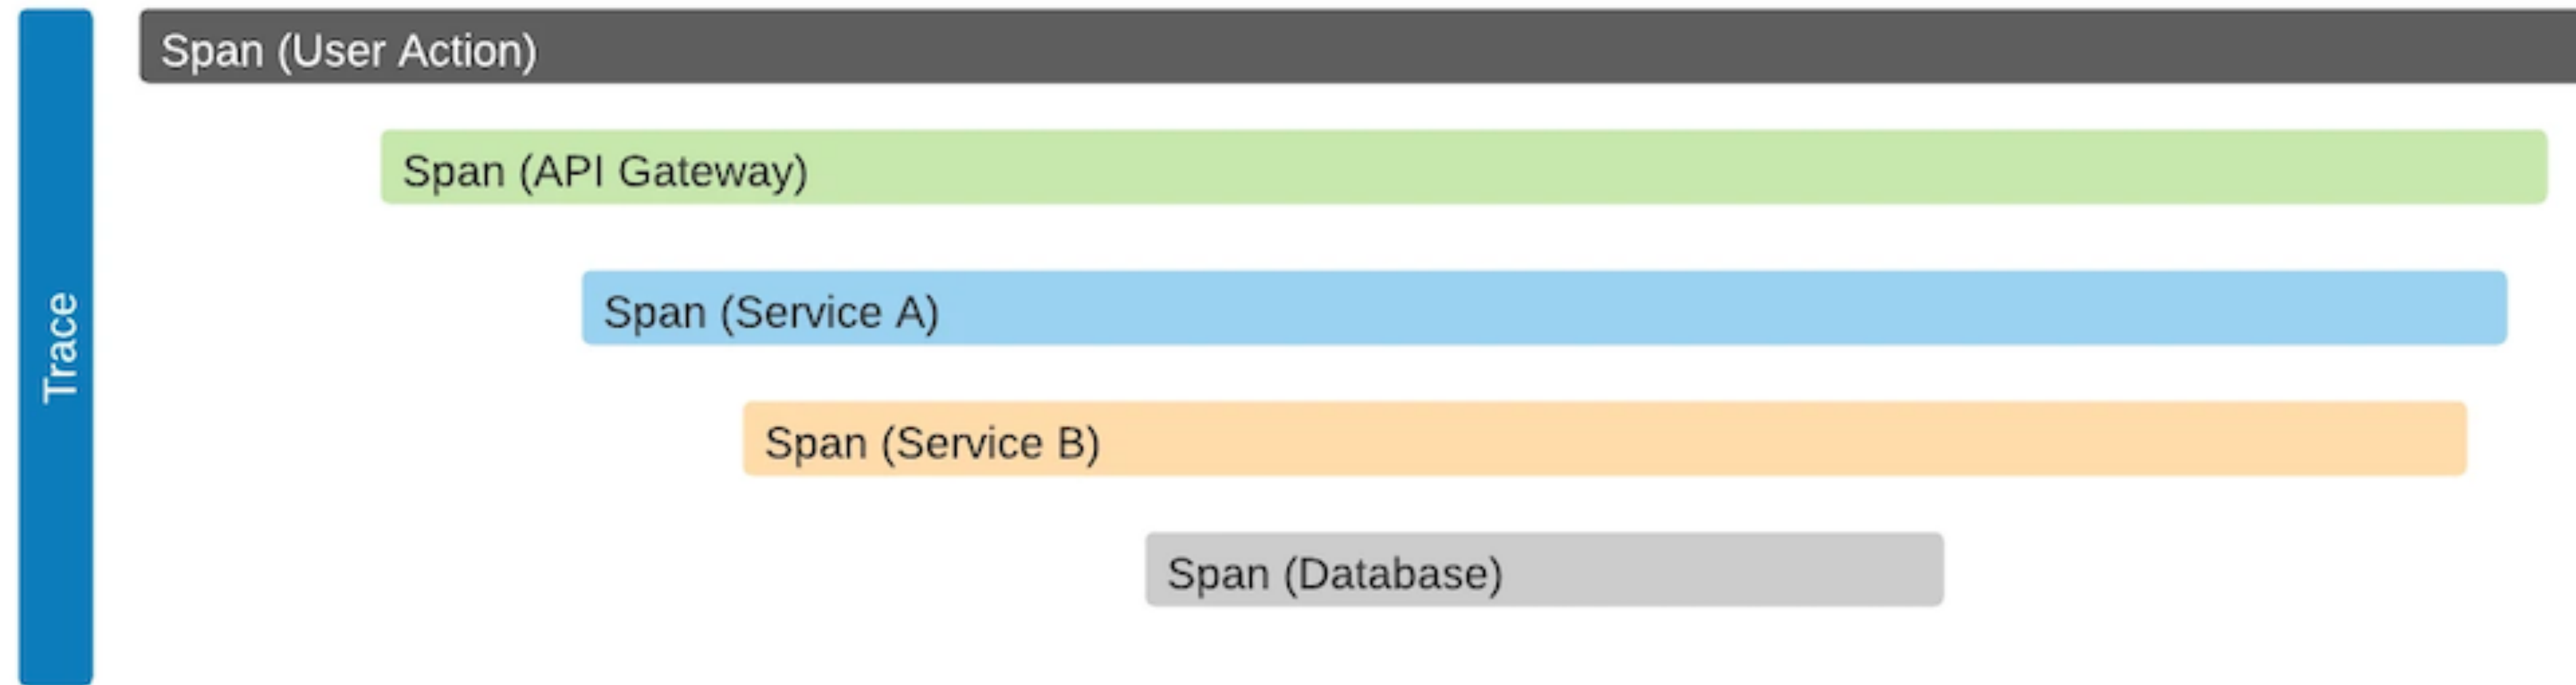 Span (User Action)
Span (API Gateway)
Span (Service A)
Trace
Span (Service B)
Span (Database)